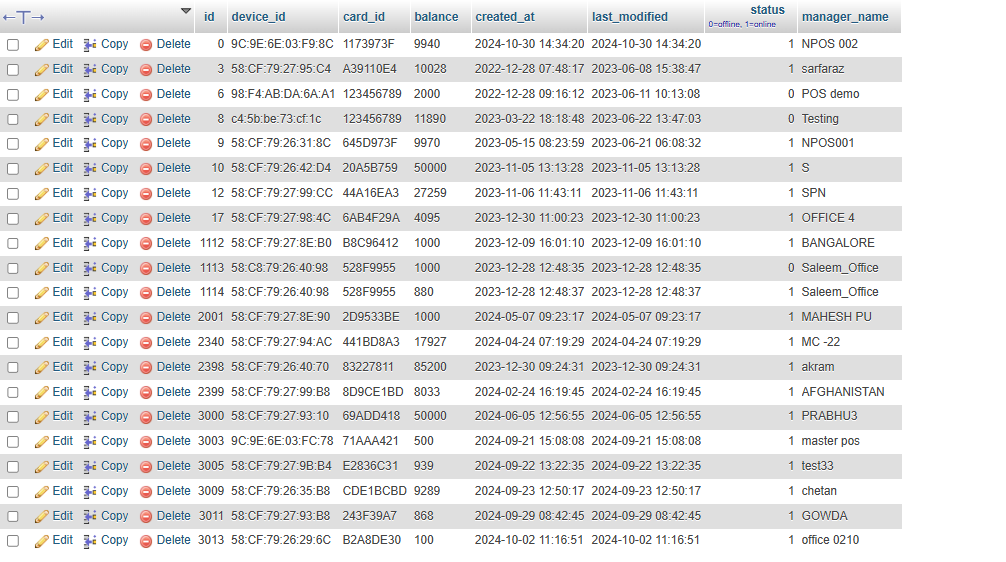 id device_id card_id balance created_at last_modified status 0=offline, 1=online manager_name
Edit Copy Delete 0 9C:9E:6E:03:F9:8C 1173973F 9940 2024-10-30 14:34:20 2024-10-30 14:34:20 1 NPOS 002
Edit Copy Delete 3 58:CF:79:27:95:C4 A39110E4 10028 2022-12-28 07:48:17 2023-06-08 15:38:47 1 sarfaraz
Edit Copy Delete 6 98:F4:AB:DA:6A:A1 123456789 2000 2022-12-28 09:16:12 2023-06-11 10:13:08 0 POS demo
Edit Copy Delete 8 c4:5b:be:73:cf:1c 123456789 11890 2023-03-22 18:18:48 2023-06-22 13:47:03 0 Testing
Edit Copy Delete 9 58:CF:79:26:31:8C 645D973F 9970 2023-05-15 08:23:59 2023-06-21 06:08:32 1 NPOS001
Edit Copy Delete 10 58:CF:79:26:42:D4 20A5B759 50000 2023-11-05 13:13:28 2023-11-05 13:13:28 1 S
Edit Copy Delete 12 58:CF:79:27:99:CC 44A16EA3 27259 2023-11-06 11:43:11 2023-11-06 11:43:11 1 SPN
Edit Copy Delete 17 58:CF:79:27:98:4C 6AB4F29A 4095 2023-12-30 11:00:23 2023-12-30 11:00:23 1 OFFICE 4
Edit Copy Delete 1112 58:CF:79:27:8E:B0 B8C96412 1000 2023-12-09 16:01:10 2023-12-09 16:01:10 1 BANGALORE
Edit Copy Delete 1113 58:C8:79:26:40:98 528F9955 1000 2023-12-28 12:48:35 2023-12-28 12:48:35 0 Saleem_Office
Edit Copy Delete 1114 58:CF:79:26:40:98 528F9955 880 2023-12-28 12:48:37 2023-12-28 12:48:37 1 Saleem_Office
Edit Copy Delete 2001 58:CF:79:27:8E:90 2D9533BE 1000 2024-05-07 09:23:17 2024-05-07 09:23:17 1 MAHESH PU
Edit Copy Delete 2340 58:CF:79:27:94:AC 441BD8A3 17927 2024-04-24 07:19:29 2024-04-24 07:19:29 1 MC -22
Edit Copy Delete 2398 58:CF:79:26:40:70 83227811 85200 2023-12-30 09:24:31 2023-12-30 09:24:31 1 akram
Edit Copy Delete 2399 58:CF:79:27:99:B8 8D9CE1BD 8033 2024-02-24 16:19:45 2024-02-24 16:19:45 1 AFGHANISTAN
Edit Copy Delete 3000 58:CF:79:27:93:10 69ADD418 50000 2024-06-05 12:56:55 2024-06-05 12:56:55 1 PRABHU3
Edit Copy Delete 3003 9C:9E:6E:03:FC:78 71AAA421 500 2024-09-21 15:08:08 2024-09-21 15:08:08 1 master pos
Edit Copy Delete 3005 58:CF:79:27:9B:B4 E2836C31 939 2024-09-22 13:22:35 2024-09-22 13:22:35 1 test33
Edit Copy Delete 3009 58:CF:79:26:35:B8 CDE1BCBD 9289 2024-09-23 12:50:17 2024-09-23 12:50:17 1 chetan
Edit Copy Delete 3011 58:CF:79:27:93:B8 243F39A7 868 2024-09-29 08:42:45 2024-09-29 08:42:45 1 GOWDA
Edit Copy Delete 3013 58:CF:79:26:29:6C B2A8DE30 100 2024-10-02 11:16:51 2024-10-02 11:16:51 1 office 0210